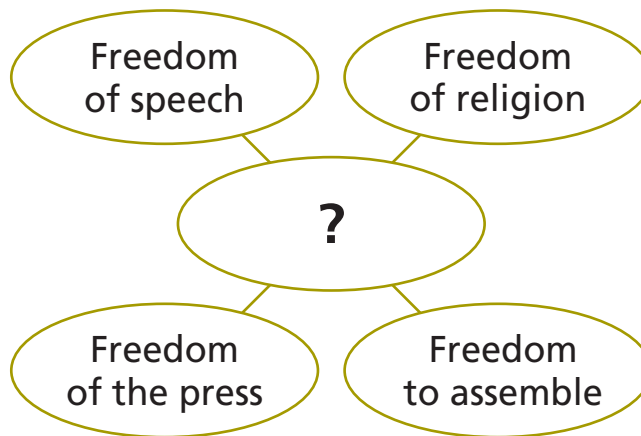 Freedom
of speech
Freedom
of religion
?
Freedom
of the press
Freedom
to assemble